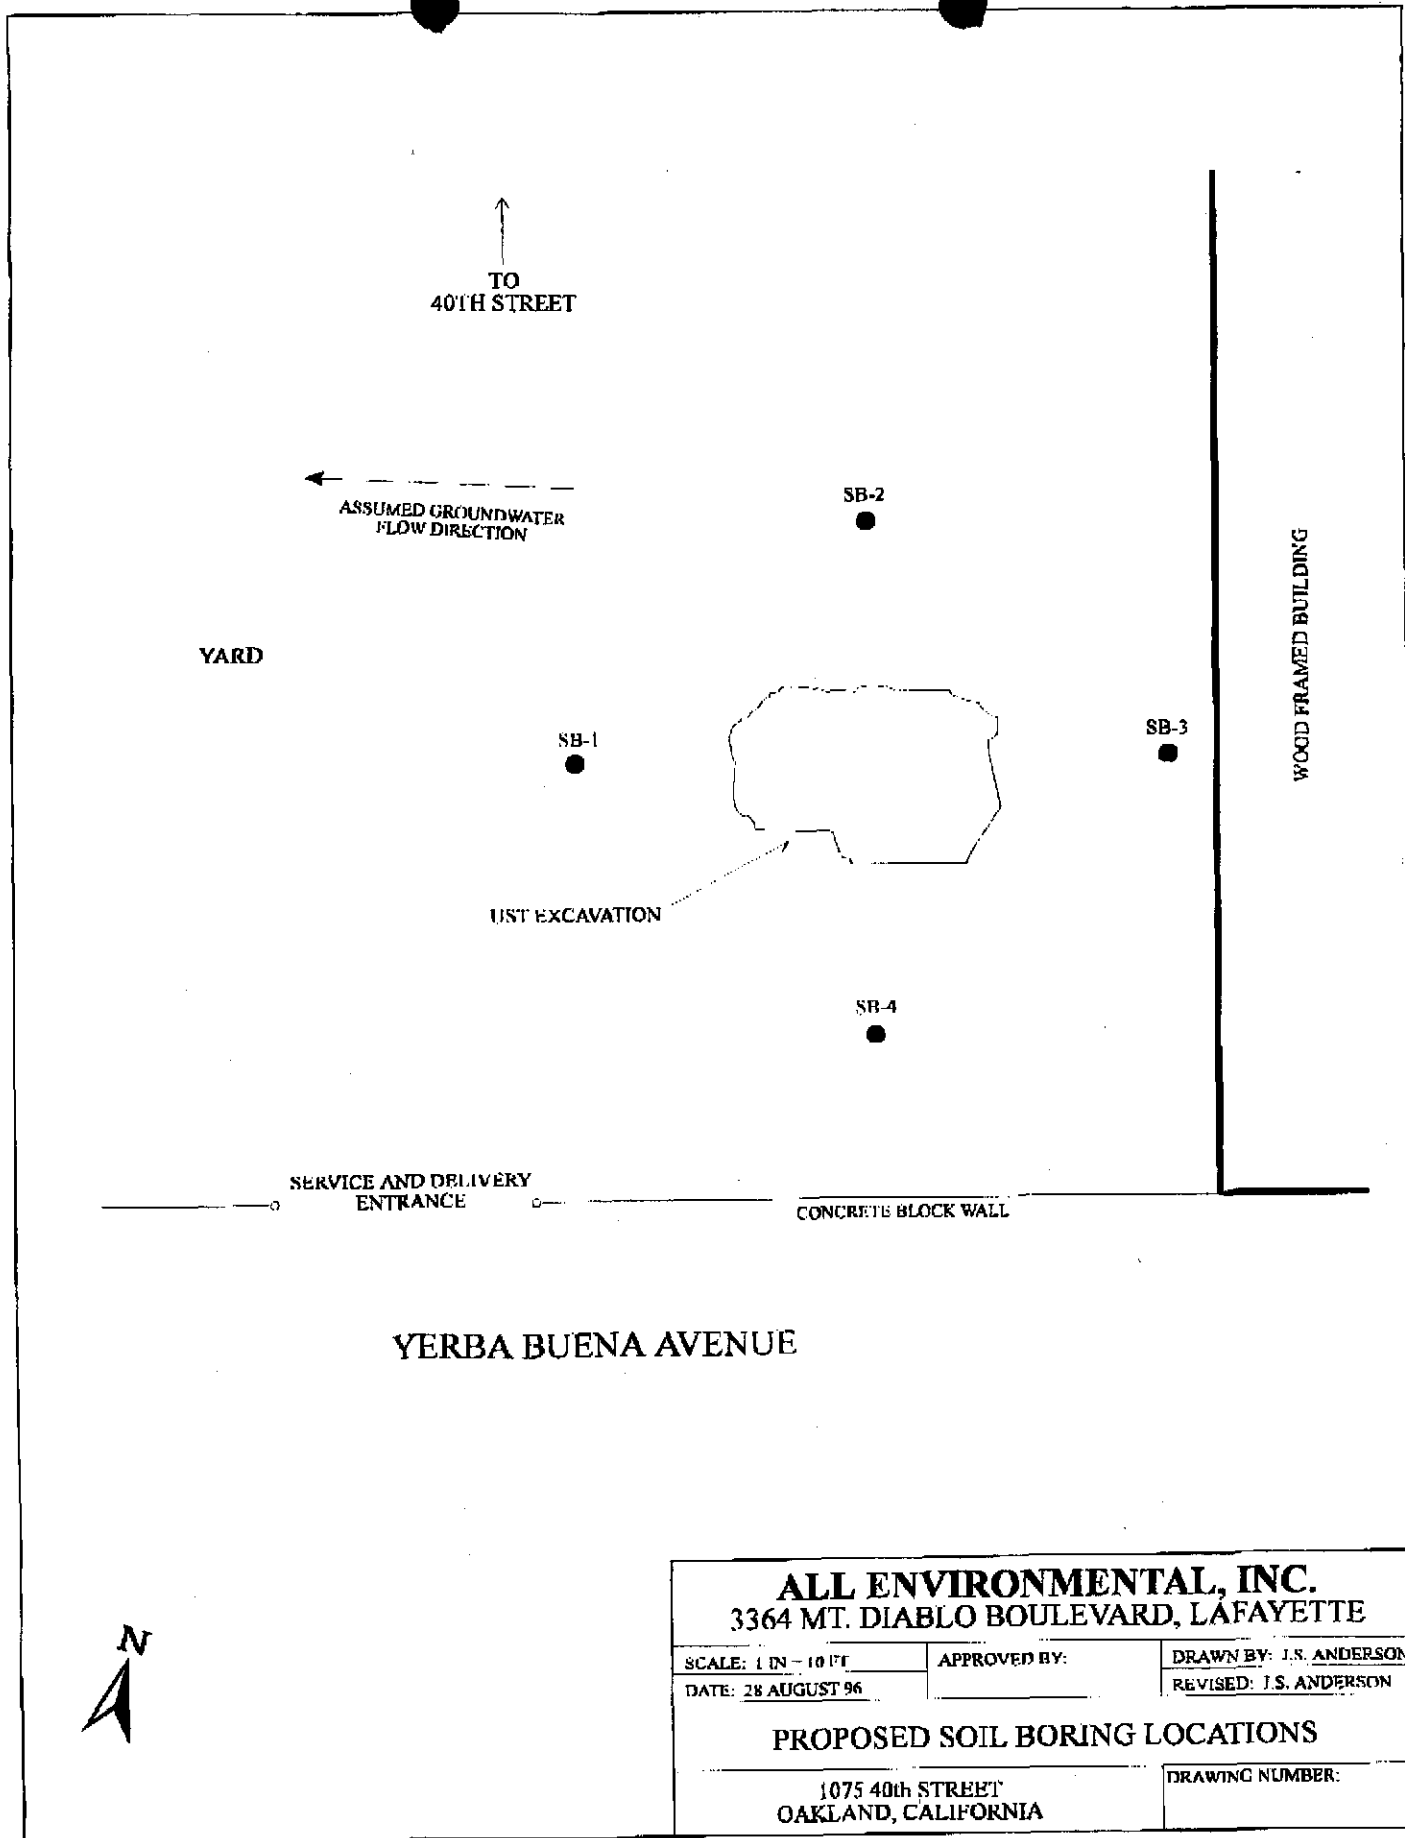 TO
40TH STREET
ASSUMED GROUNDWATER
FLOW DIRECTION
SB-2
WOOD FRAMED BUILDING
YARD
SB-1
SB-3
UST EXCAVATION
SB-4
SERVICE AND DELIVERY
ENTRANCE
CONCRETE BLOCK WALL
YERBA BUENA AVENUE
N
ALL ENVIRONMENTAL, INC.
3364 MT. DIABLO BOULEVARD, LAFAYETTE
SCALE: 1 IN = 10 FT
APPROVED BY:
DRAWN BY: J.S. ANDERSON
DATE: 28 AUGUST 96
REVISED: J.S. ANDERSON
PROPOSED SOIL BORING LOCATIONS
1075 40th STREET
OAKLAND, CALIFORNIA
DRAWING NUMBER: